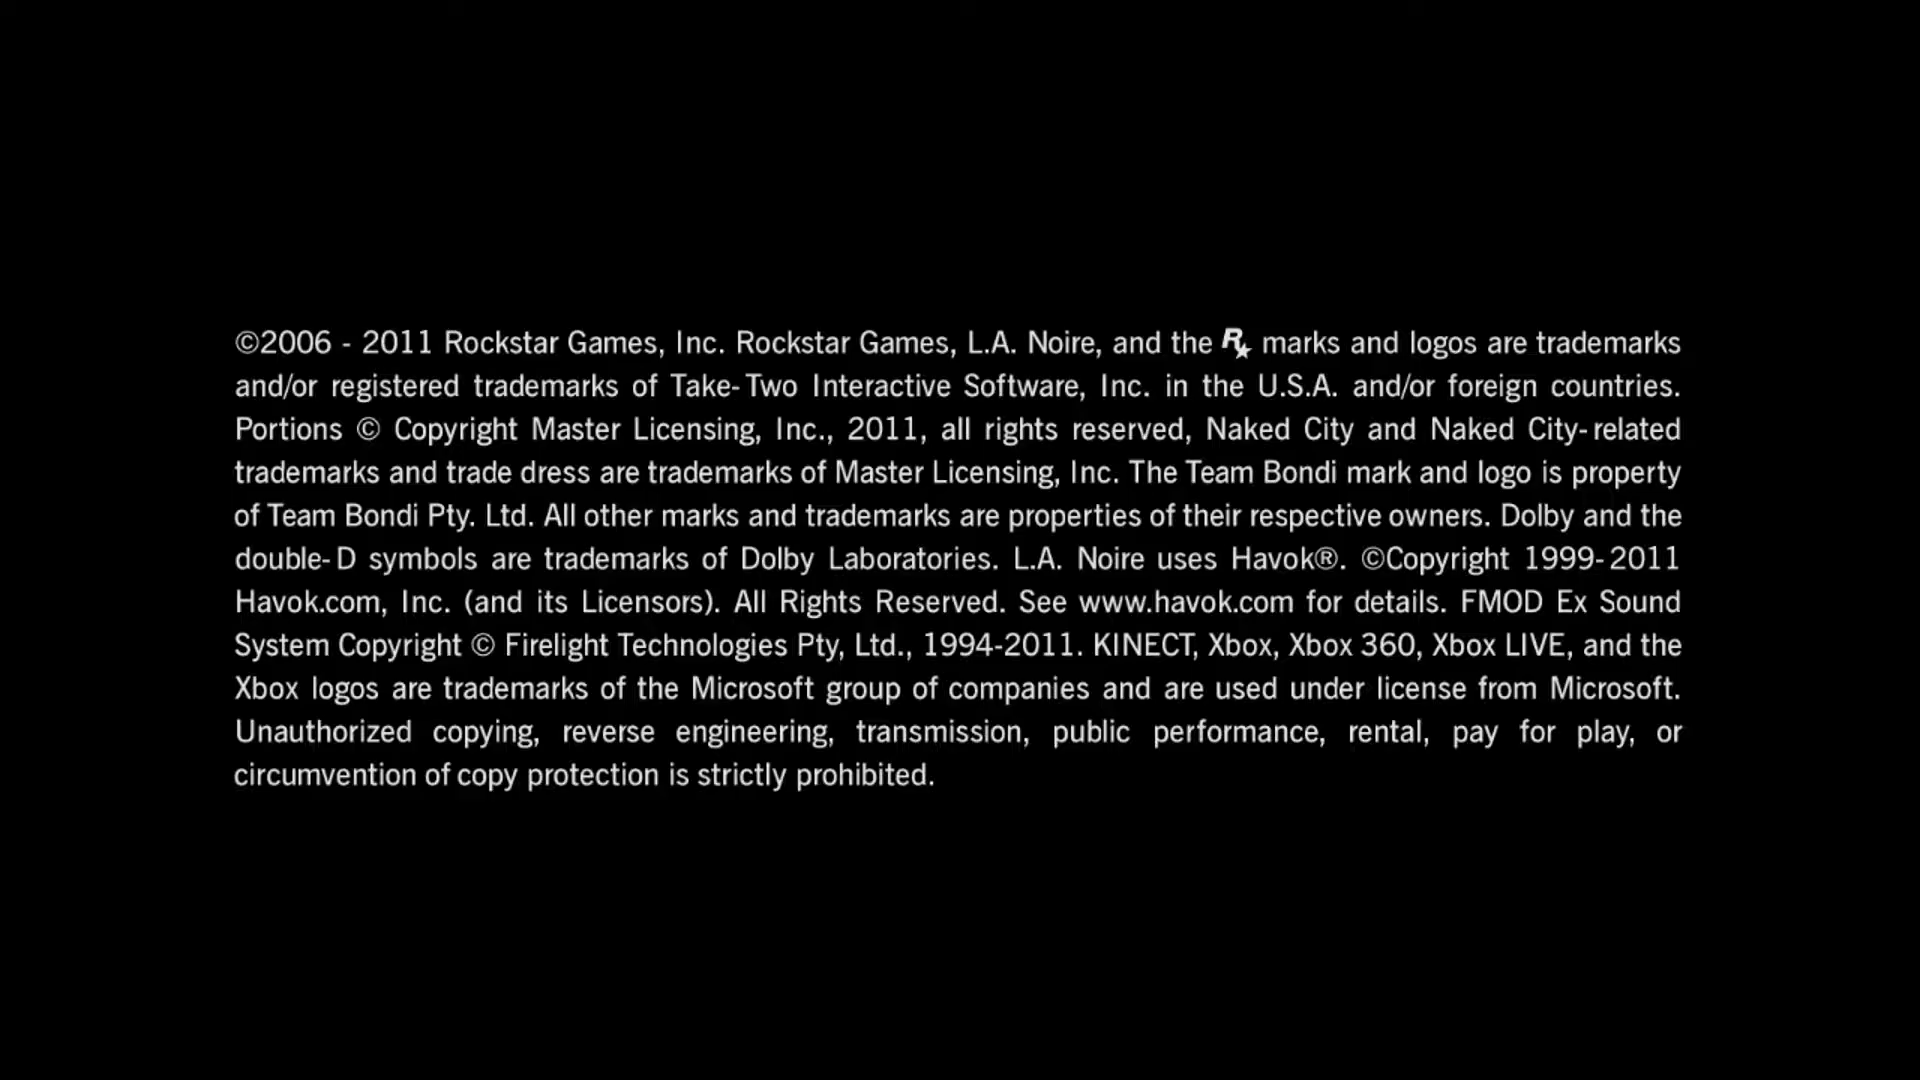 ©2006 - 2011 Rockstar Games, Inc. Rockstar Games, L.A. Noire, and the R★ marks and logos are trademarks
and/or registered trademarks of Take-Two Interactive Software, Inc. in the U.S.A. and/or foreign countries.
Portions © Copyright Master Licensing, Inc., 2011, all rights reserved, Naked City and Naked City-related
trademarks and trade dress are trademarks of Master Licensing, Inc. The Team Bondi mark and logo is property
of Team Bondi Pty. Ltd. All other marks and trademarks are properties of their respective owners. Dolby and the
double-D symbols are trademarks of Dolby Laboratories. L.A. Noire uses Havok®. ©Copyright 1999-2011
Havok.com, Inc. (and its Licensors). All Rights Reserved. See www.havok.com for details. FMOD Ex Sound
System Copyright © Firelight Technologies Pty, Ltd., 1994-2011. KINECT, Xbox, Xbox 360, Xbox LIVE, and the
Xbox logos are trademarks of the Microsoft group of companies and are used under license from Microsoft.
Unauthorized copying, reverse engineering, transmission, public performance, rental, pay for play, or
circumvention of copy protection is strictly prohibited.